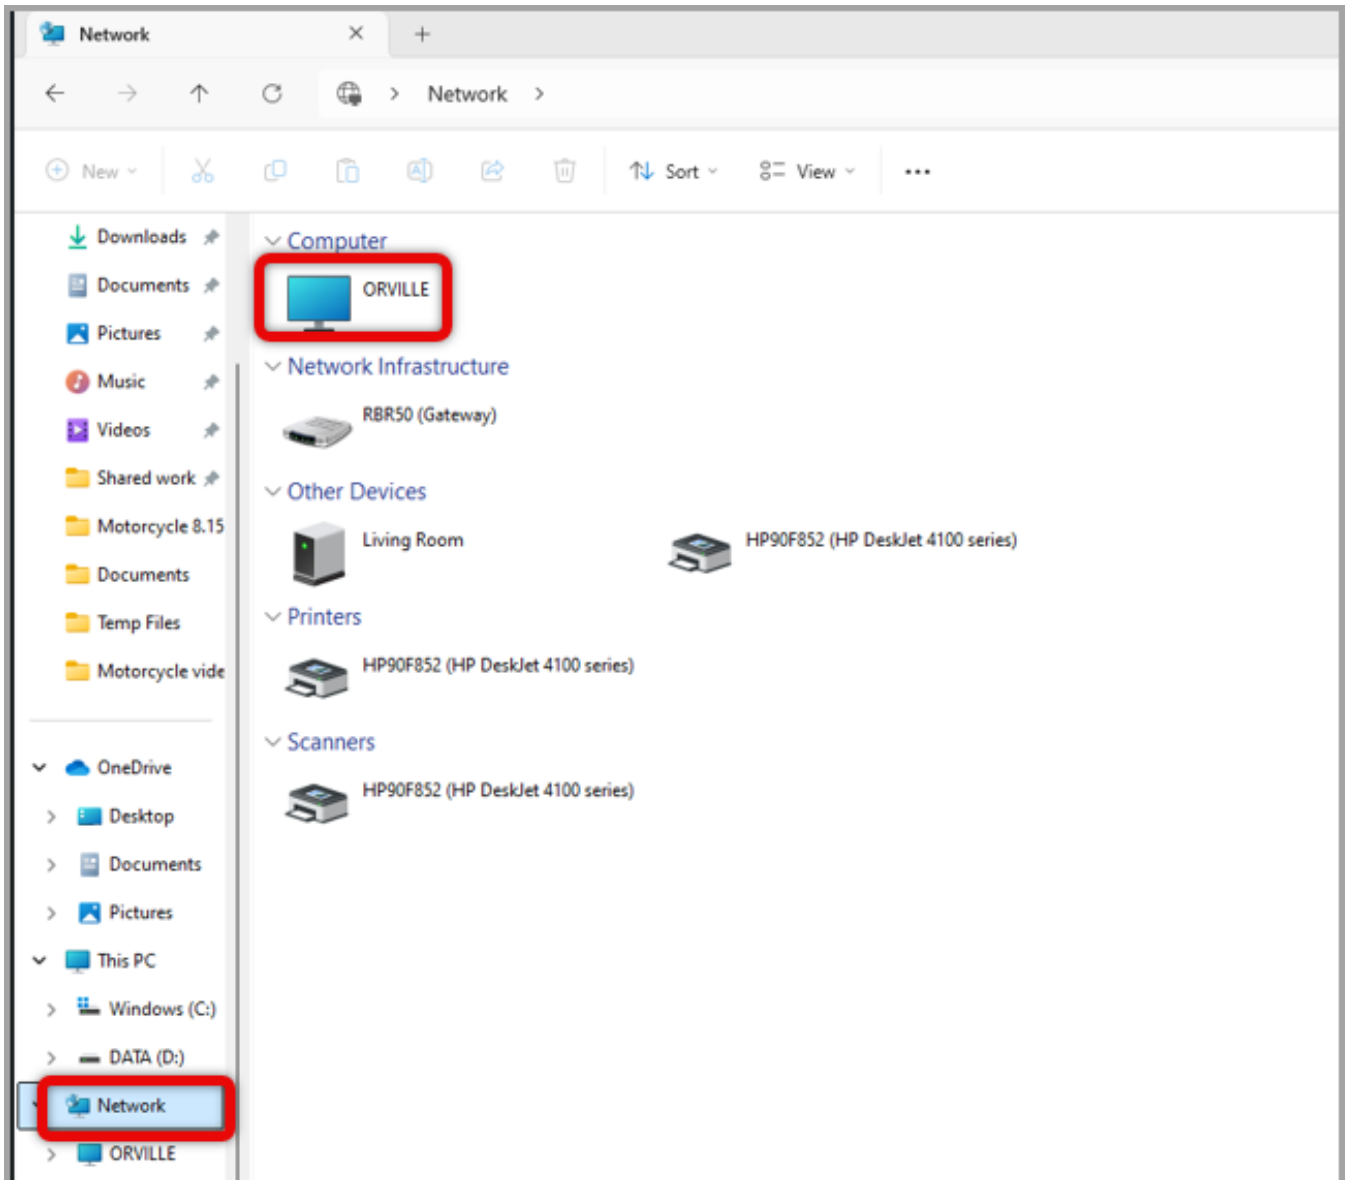 Network
Network
New
Sort
View
Downloads
Documents
Pictures
Music
Videos
Shared work
Motorcycle 8.15
Documents
Temp Files
Motorcycle vide
OneDrive
Desktop
Documents
Pictures
This PC
Windows (C:)
DATA (D:)
Network
ORVILLE
Computer
ORVILLE
Network Infrastructure
RBR50 (Gateway)
Other Devices
Living Room
HP90F852 (HP DeskJet 4100 series)
Printers
HP90F852 (HP DeskJet 4100 series)
Scanners
HP90F852 (HP DeskJet 4100 series)